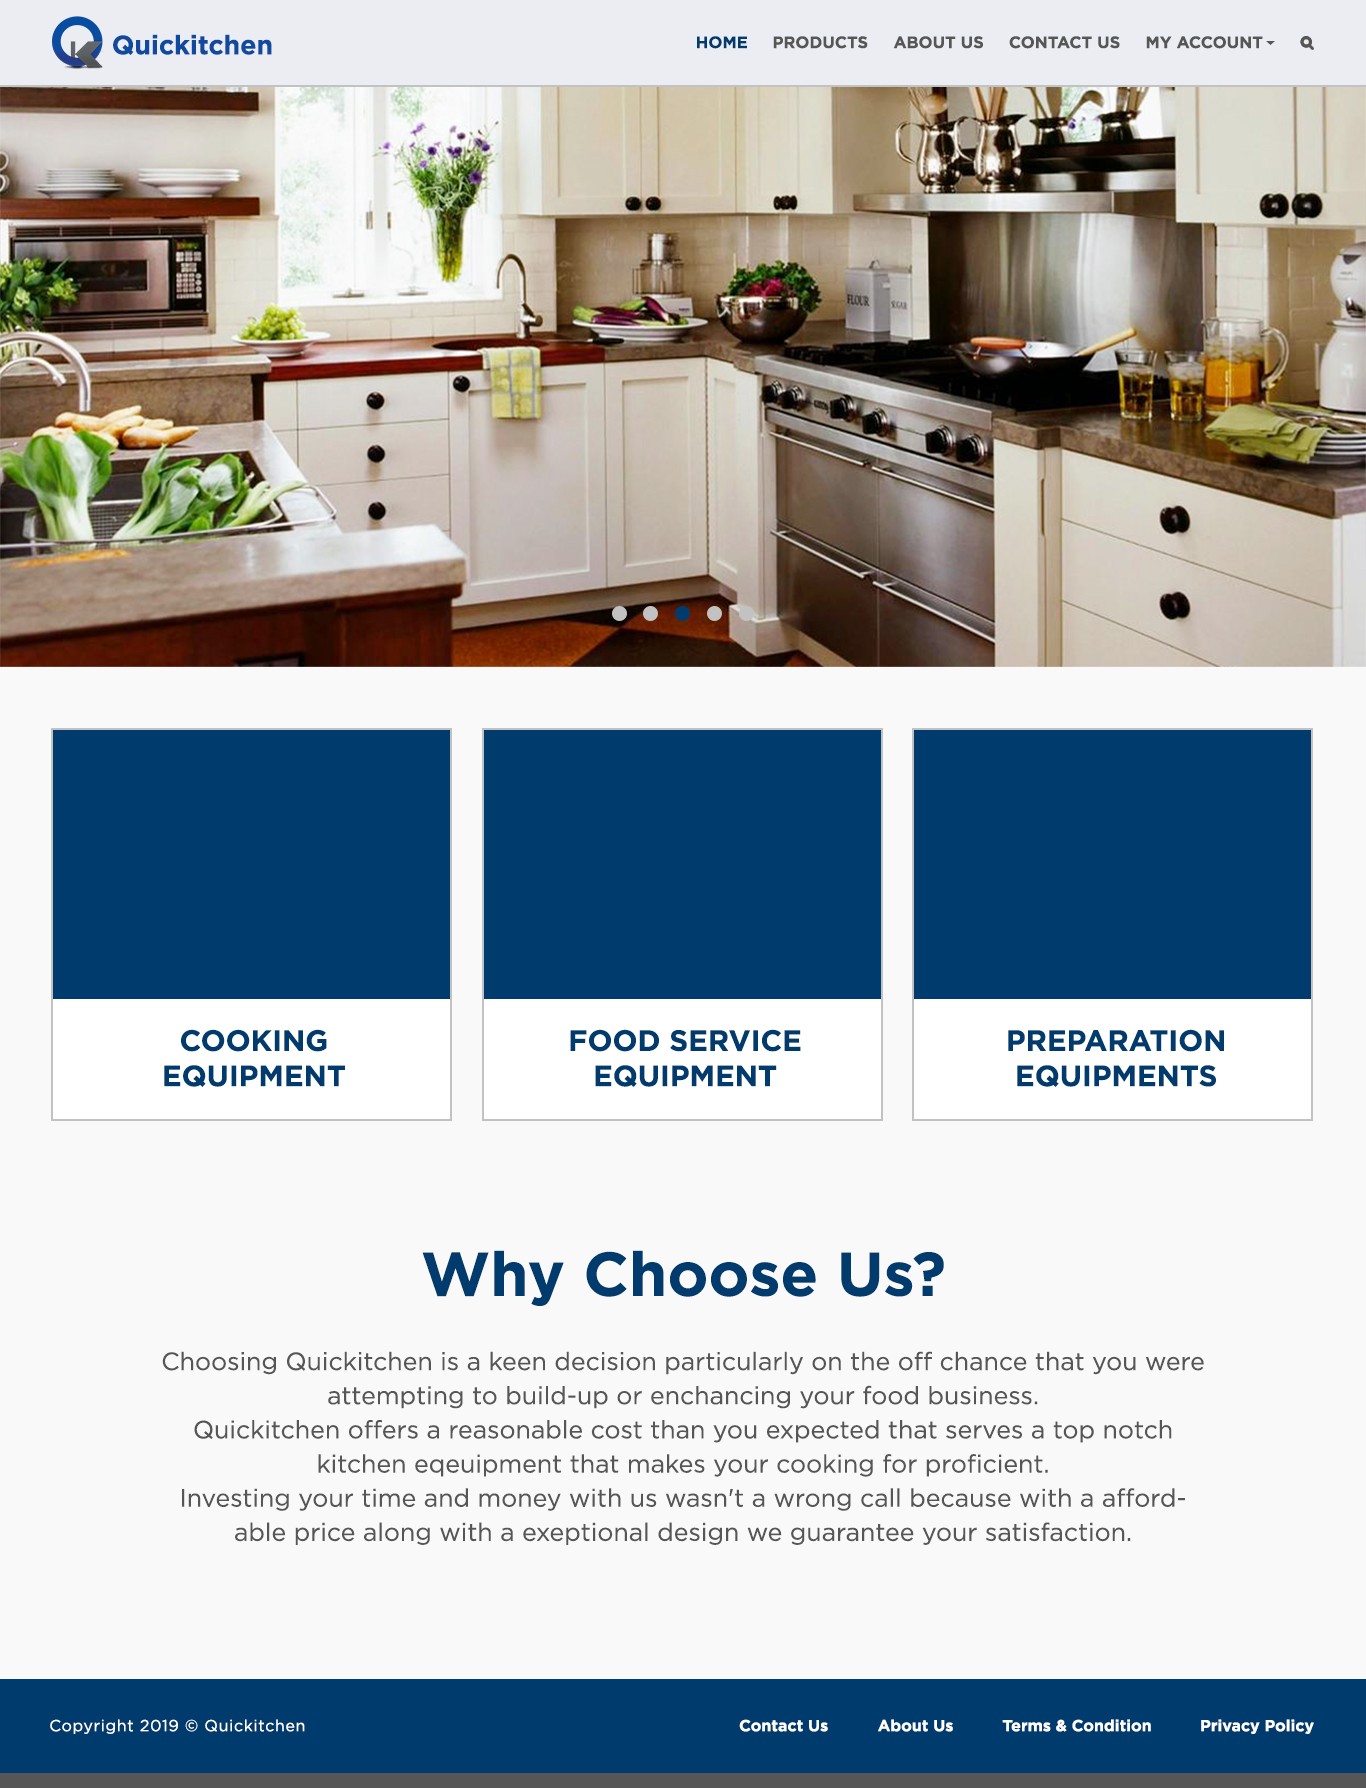 Quickitchen
HOME PRODUCTS ABOUT US CONTACT US MY ACCOUNT
FLOUR
SUGAR
COOKING
EQUIPMENT
FOOD SERVICE
EQUIPMENT
PREPARATION
EQUIPMENTS
Why Choose Us?
Choosing Quickitchen is a keen decision particularly on the off chance that you were
attempting to build-up or enchancing your food business.
Quickitchen offers a reasonable cost than you expected that serves a top notch
kitchen eqeuipment that makes your cooking for proficient.
Investing your time and money with us wasn't a wrong call because with a afford-
able price along with a exeptional design we guarantee your satisfaction.
Copyright 2019 © Quickitchen
Contact Us About Us Terms & Condition Privacy Policy